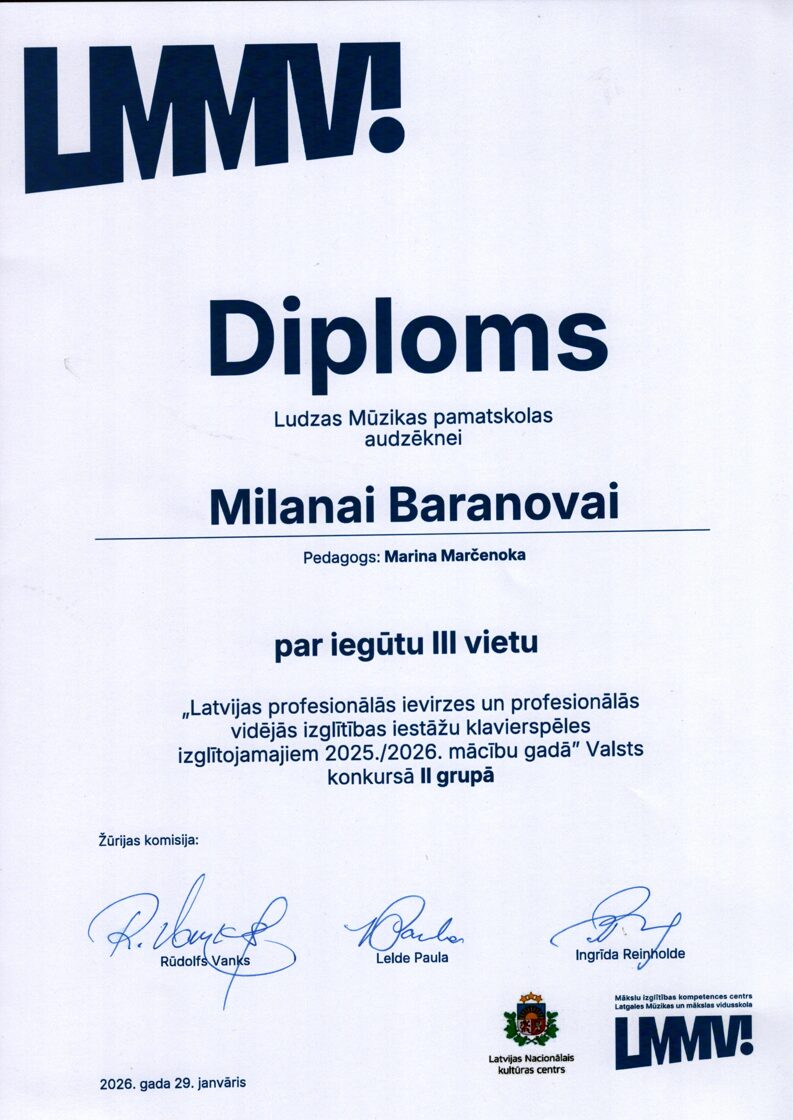 LMMV!
Diploms
Ludzas Mūzikas pamatskolas
audzēknei
Milanai Baranovai
Pedagogs: Marina Marčenoka
par iegūtu III vietu
„Latvijas profesionālās ievirzes un profesionālās
vidējās izglītības iestāžu klavierspēles
izglītojamajiem 2025./2026. mācību gadā” Valsts
konkursā II grupā
Žūrijas komisija:
R. Vanks
Rūdolfs Vanks
LPaula
Lelde Paula
Ingrīda Reinholde
Mākslu izglītības kompetences centrs
Latgales Mūzikas un mākslas vidusskola
LMMV!
Latvijas Nacionālais
kultūras centrs
2026. gada 29. janvāris